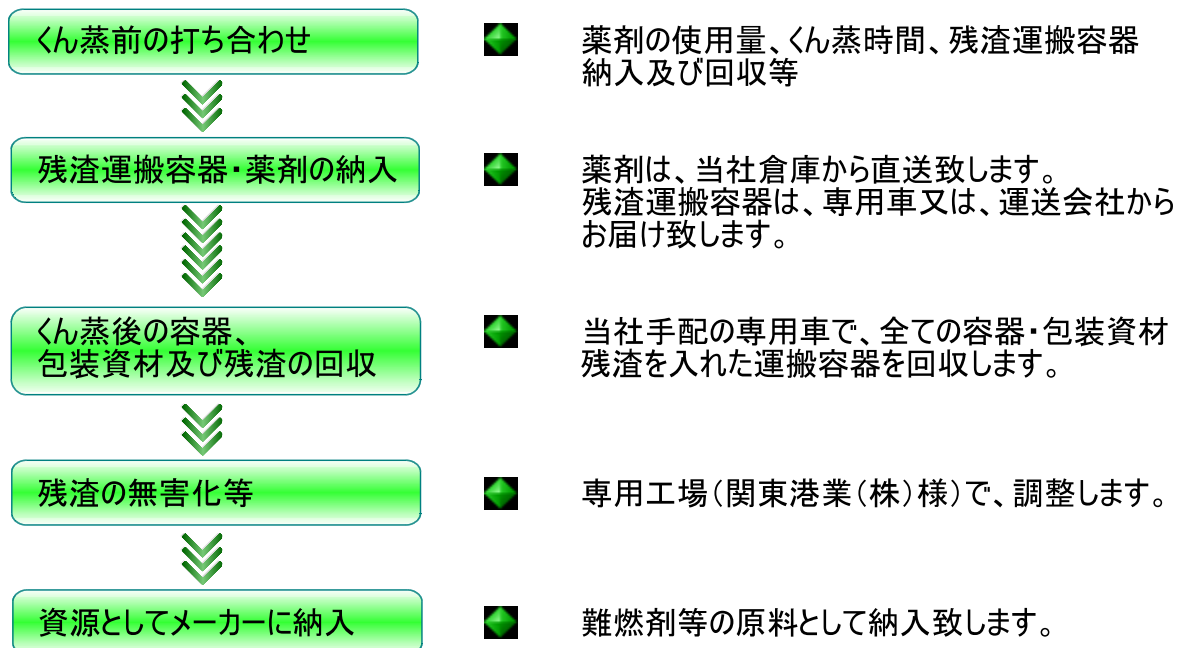 くん蒸前の打ち合わせ
薬剤の使用量、くん蒸時間、残渣運搬容器
納入及び回収等
残渣運搬容器・薬剤の納入
薬剤は、当社倉庫から直送致します。
残渣運搬容器は、専用車又は、運送会社から
お届け致します。
くん蒸後の容器、
包装資材及び残渣の回収
当社手配の専用車で、全ての容器・包装資材
残渣を入れた運搬容器を回収します。
残渣の無害化等
専用工場(関東港業(株)様)で、調整します。
資源としてメーカーに納入
難燃剤等の原料として納入致します。